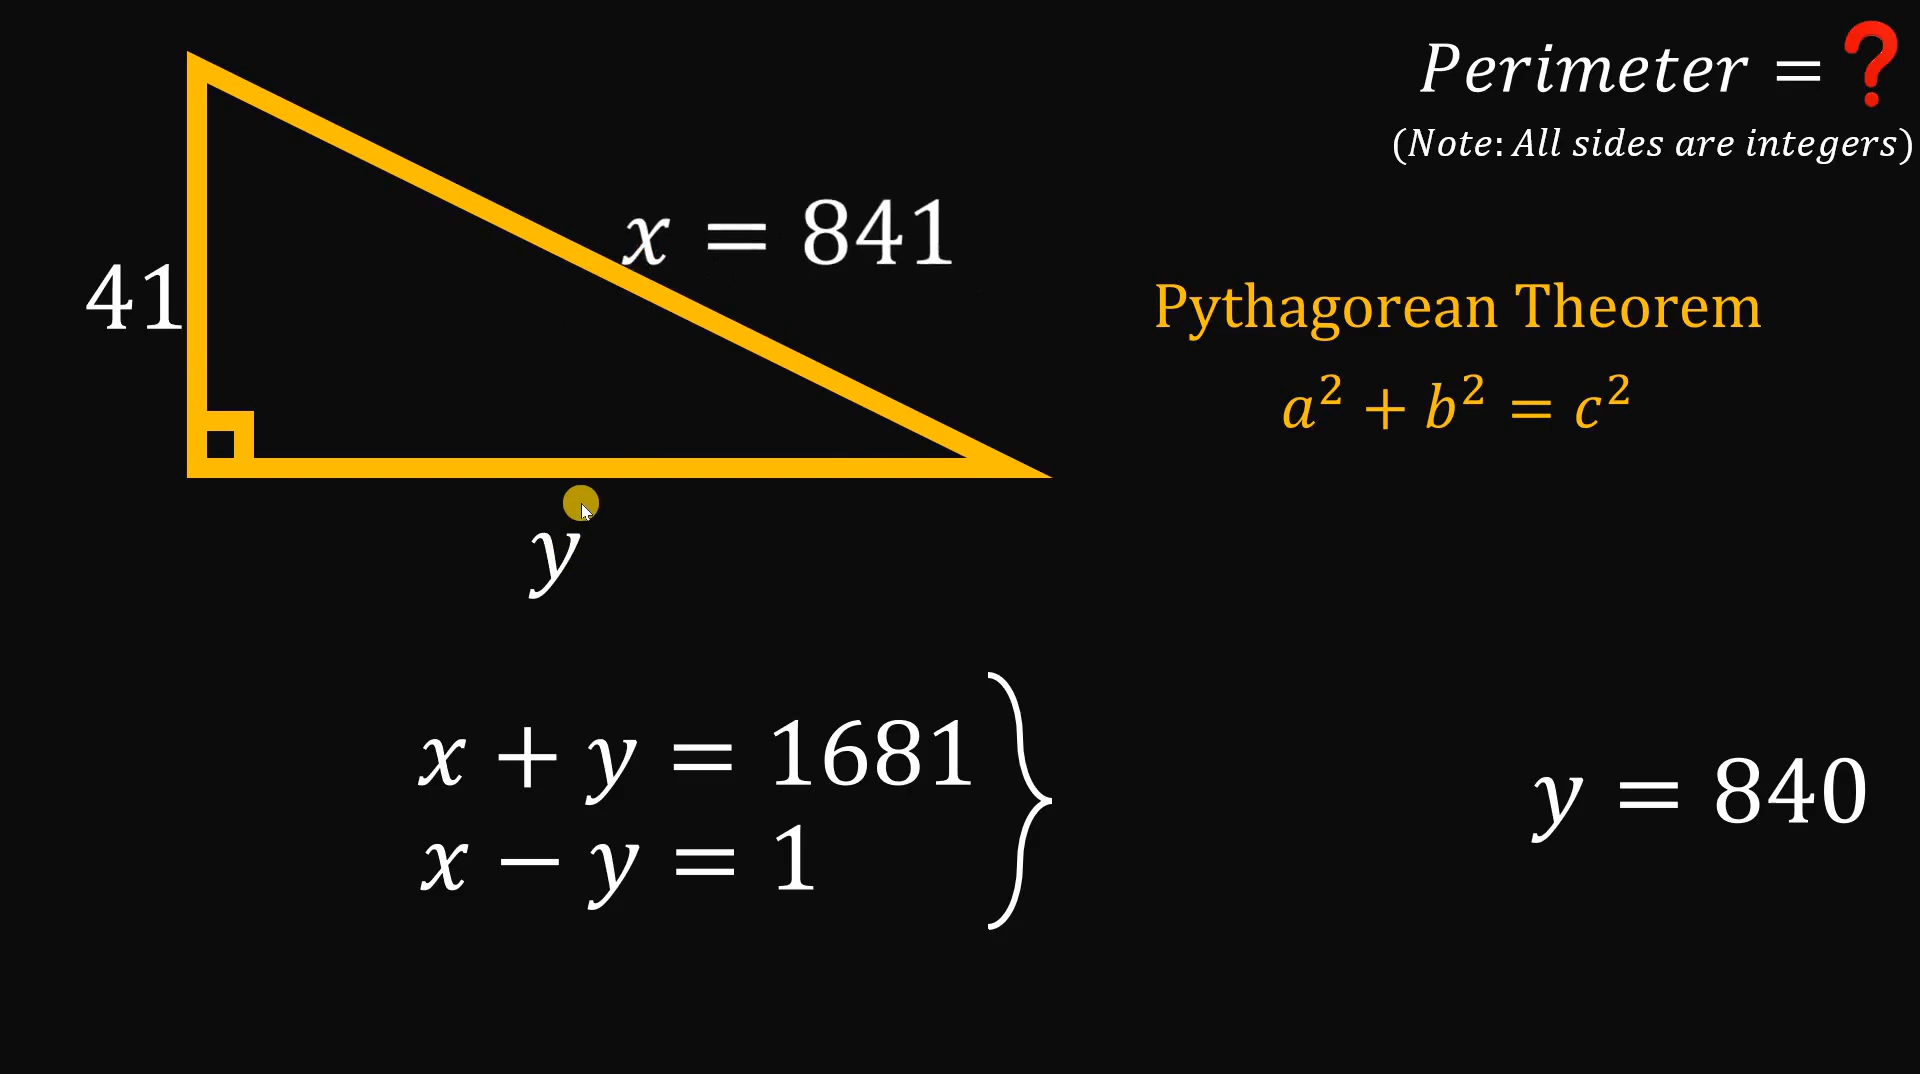 Perimeter = ❓
(Note: All sides are integers)
x = 841
41
Pythagorean Theorem
a² + b² = c²
y
x + y = 1681
x − y = 1
y = 840